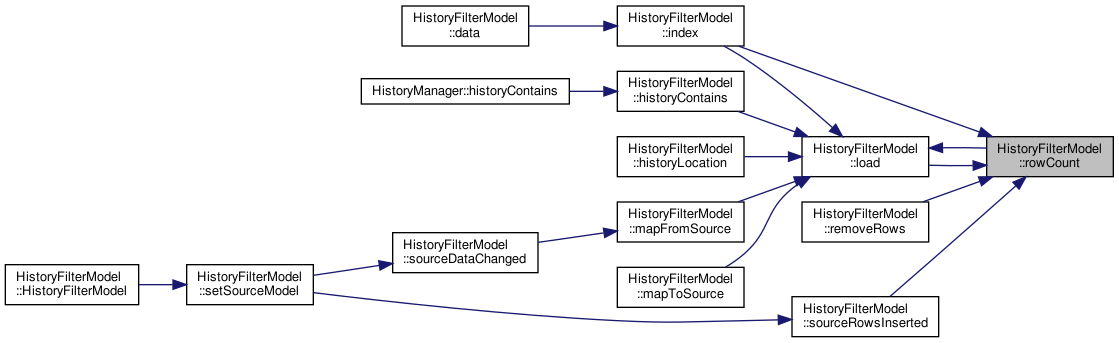 HistoryFilterModel
::data
HistoryFilterModel
::index
HistoryManager::historyContains
HistoryFilterModel
::historyContains
HistoryFilterModel
::historyLocation
HistoryFilterModel
::load
HistoryFilterModel
::rowCount
HistoryFilterModel
::mapFromSource
HistoryFilterModel
::removeRows
HistoryFilterModel
::sourceDataChanged
HistoryFilterModel
::HistoryFilterModel
HistoryFilterModel
::setSourceModel
HistoryFilterModel
::mapToSource
HistoryFilterModel
::sourceRowsInserted